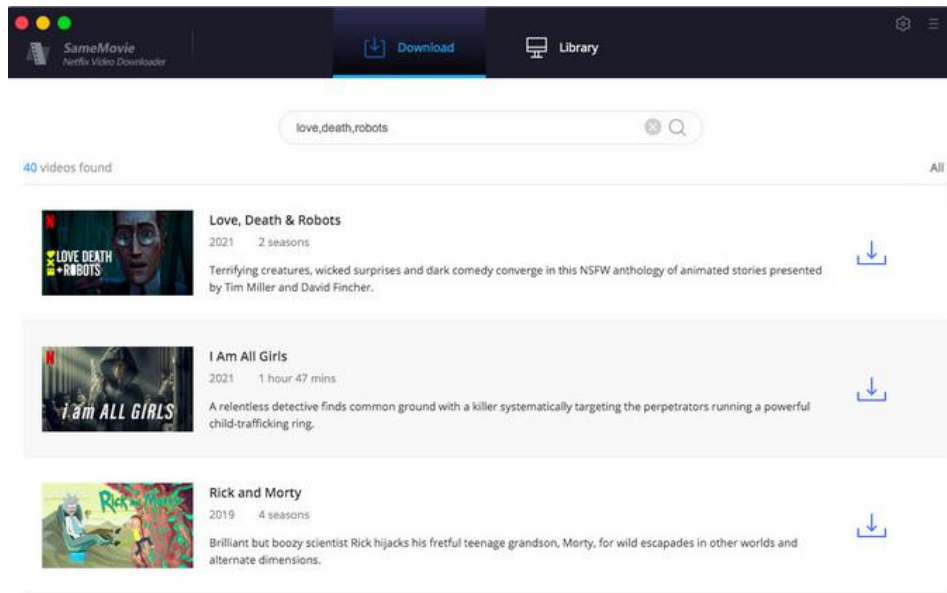 SameMovie
Netflix Video Downloader
Download
Library
love,death,robots
40 videos found
All
N
LOVE DEATH
+ROBOTS
Love, Death & Robots
2021 2 seasons
Terrifying creatures, wicked surprises and dark comedy converge in this NSFW anthology of animated stories presented
by Tim Miller and David Fincher.
N
i am ALL GIRLS
I Am All Girls
2021 1 hour 47 mins
A relentless detective finds common ground with a killer systematically targeting the perpetrators running a powerful
child-trafficking ring.
Rick and Morty
Rick and Morty
2019 4 seasons
Brilliant but boozy scientist Rick hijacks his fretful teenage grandson, Morty, for wild escapades in other worlds and
alternate dimensions.